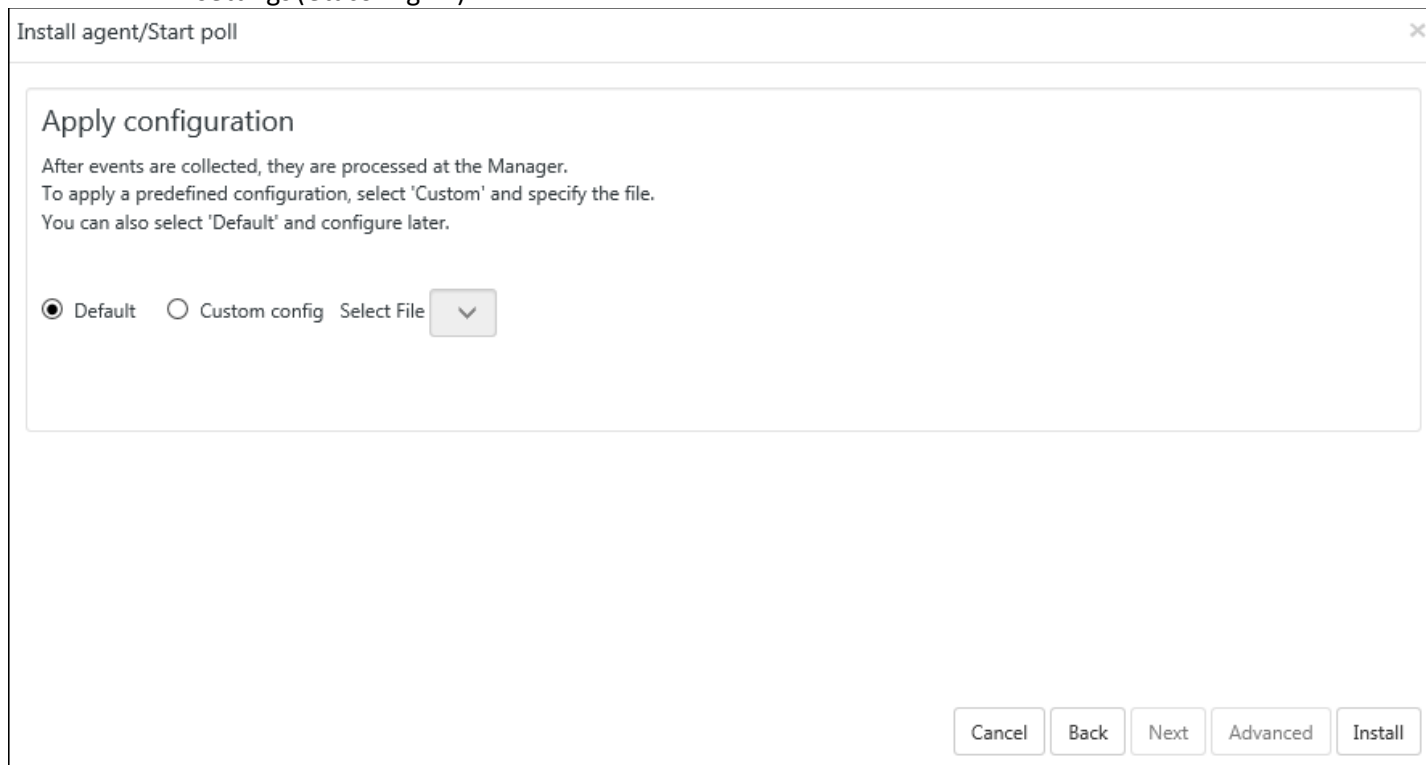 Install agent/Start poll
Apply configuration
After events are collected, they are processed at the Manager.
To apply a predefined configuration, select 'Custom' and specify the file.
You can also select 'Default' and configure later.
Default Custom config Select File
Cancel Back Next Advanced Install